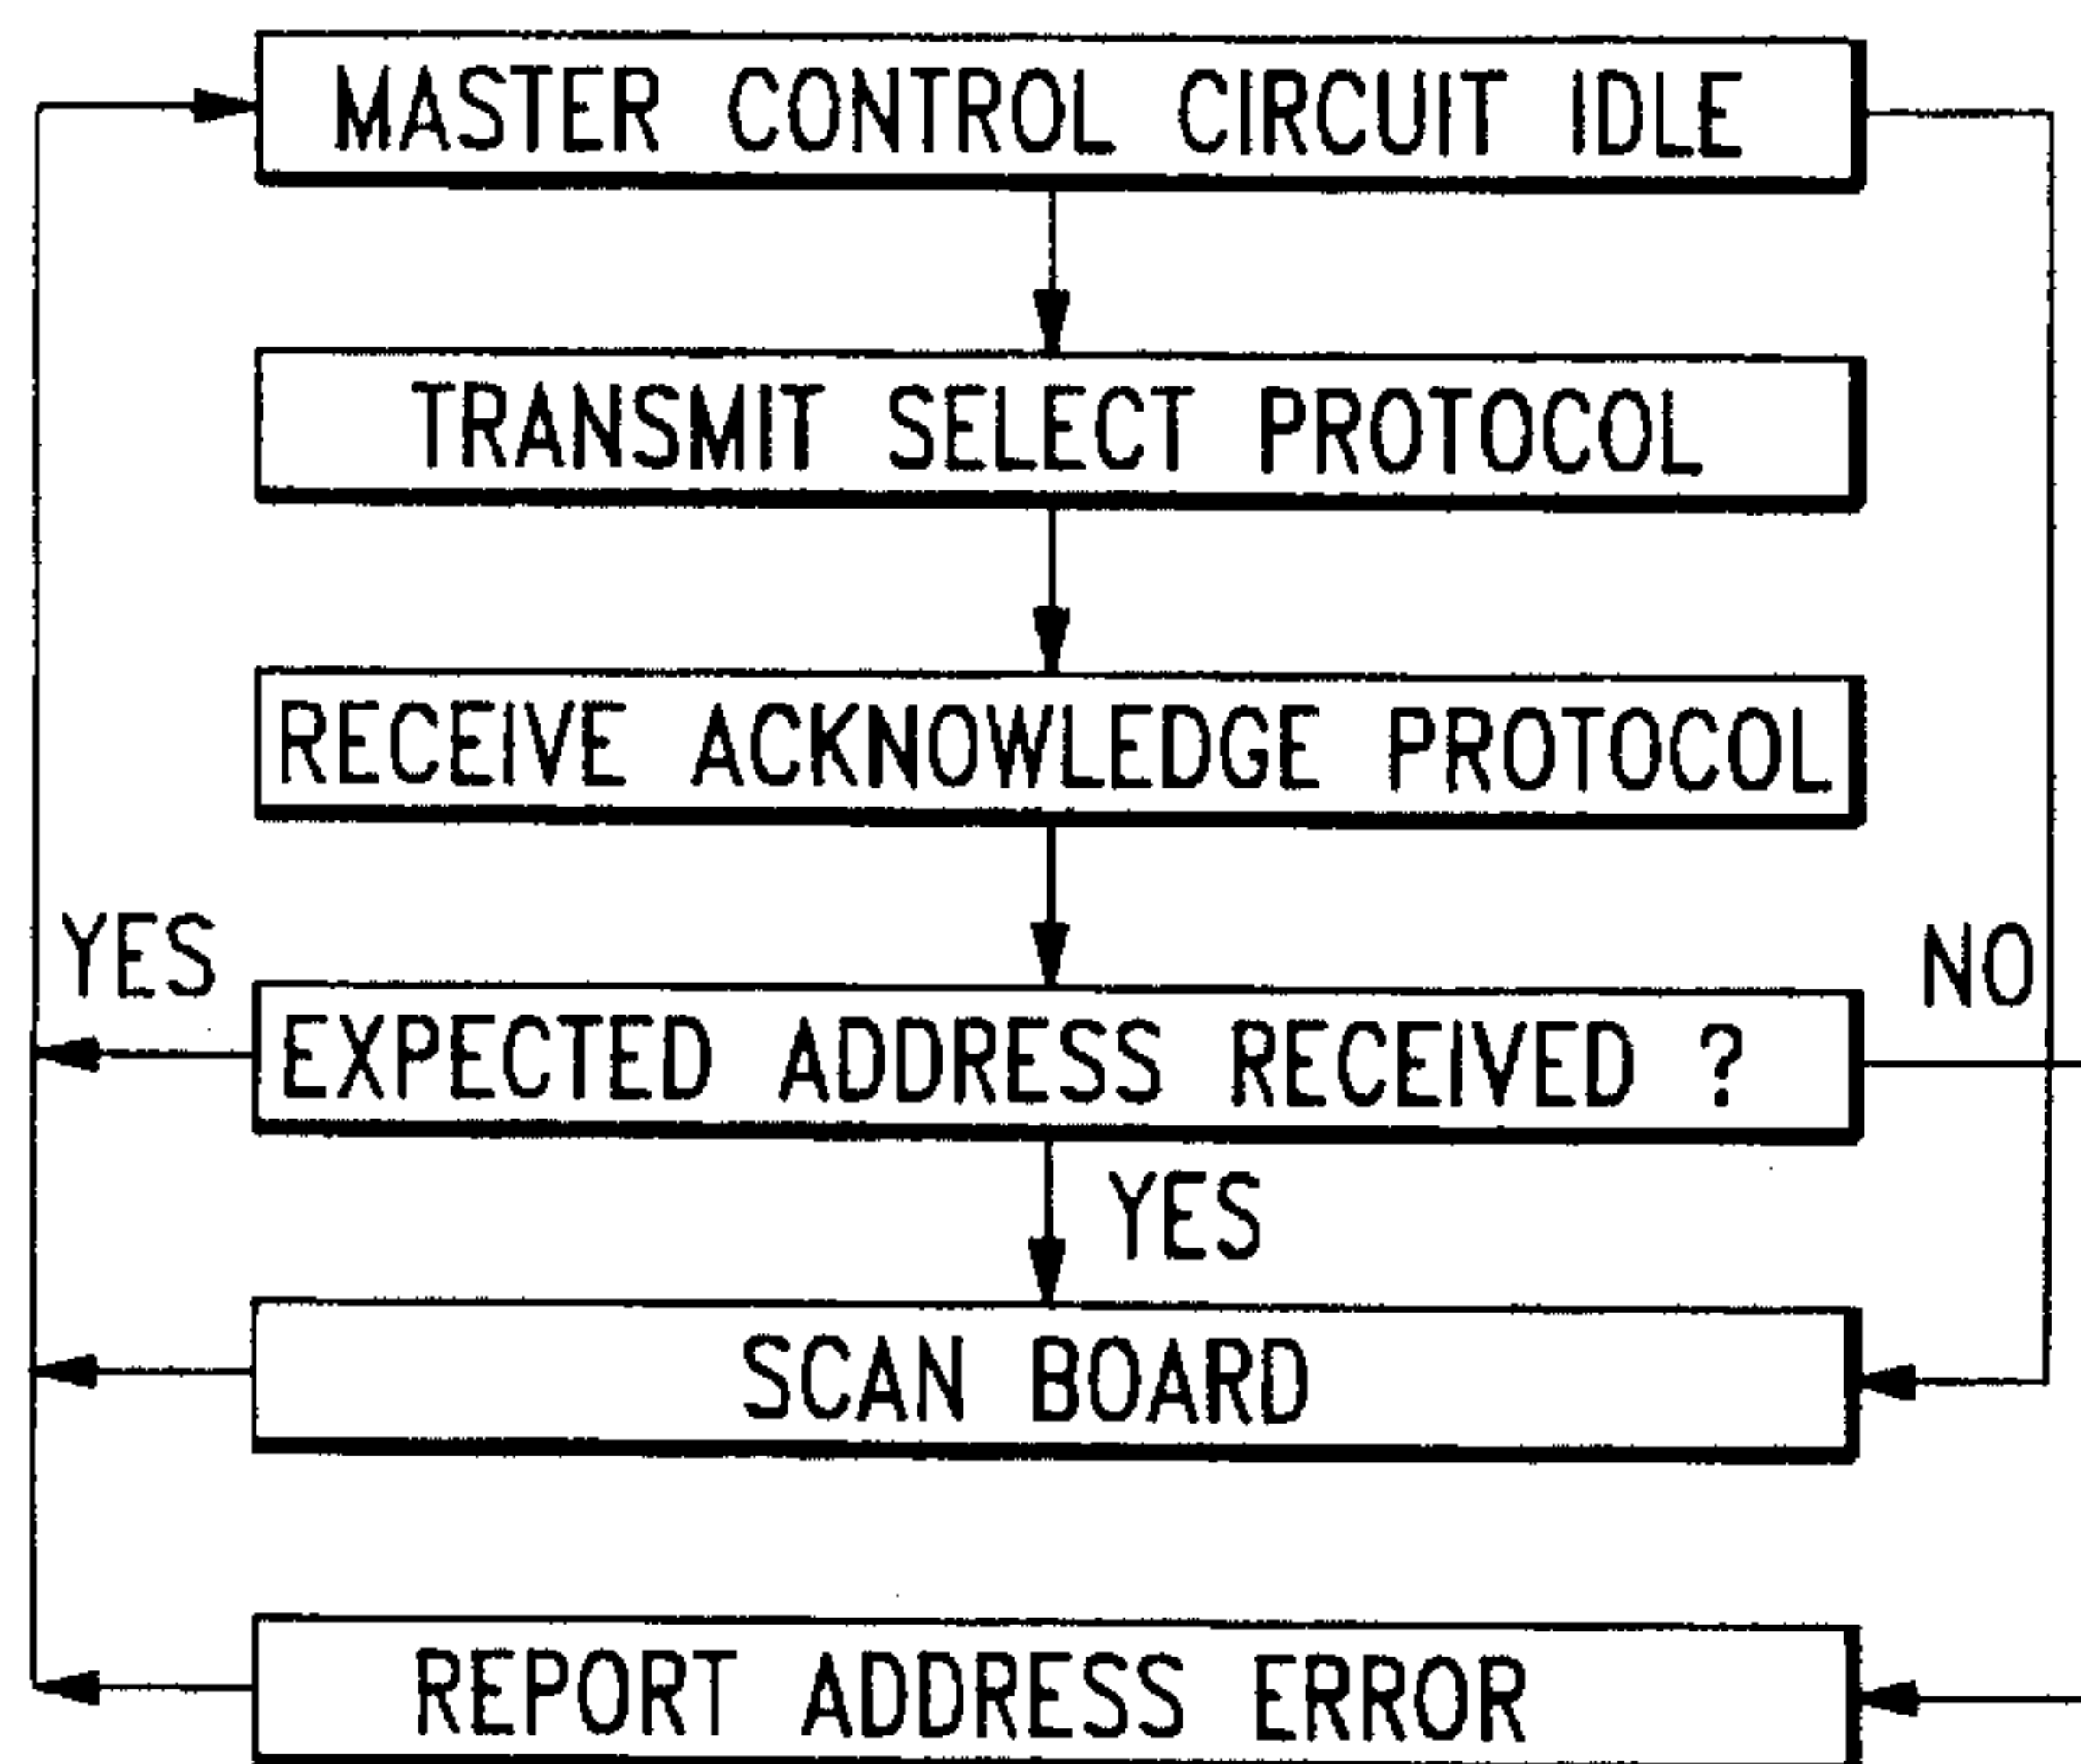 MASTER CONTROL CIRCUIT IDLE
TRANSMIT SELECT PROTOCOL
RECEIVE ACKNOWLEDGE PROTOCOL
YES
NO
EXPECTED ADDRESS RECEIVED ?
YES
SCAN BOARD
REPORT ADDRESS ERROR